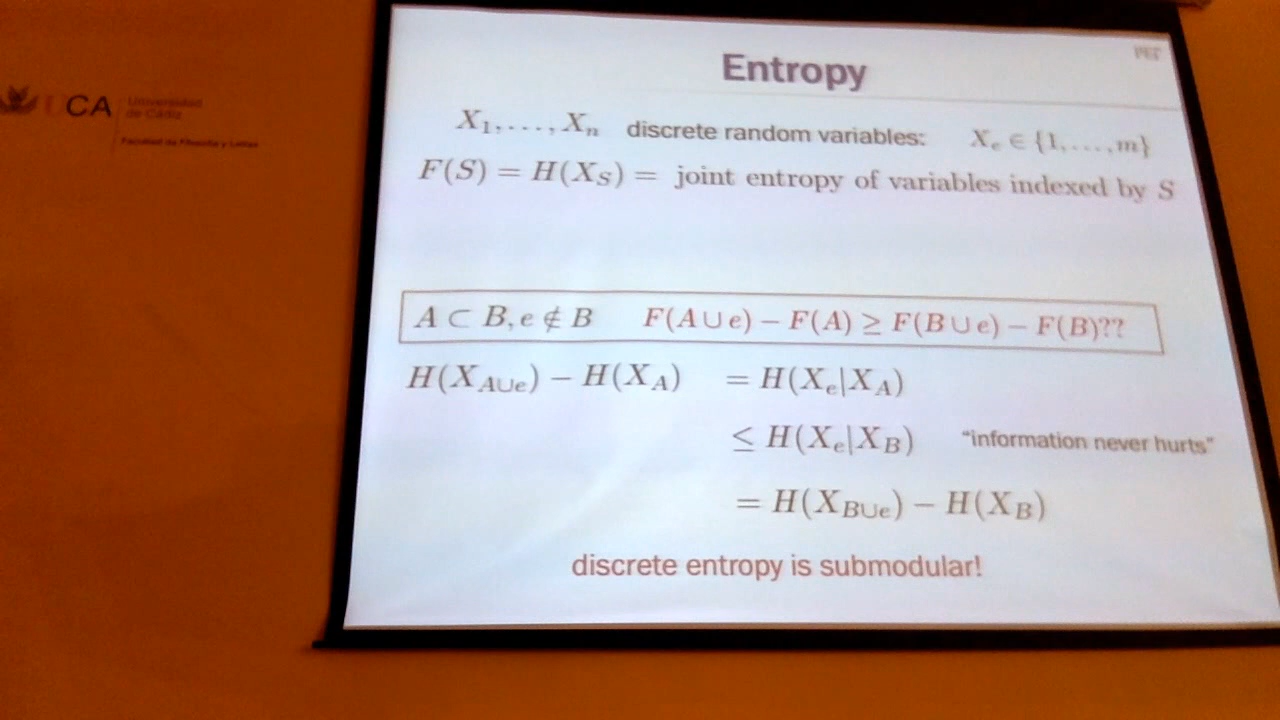 UCA
Universidad
de Cádiz
Facultad de Filosofía y Letras
Entropy
X₁, …, Xₙ discrete random variables: Xₑ ∈ {1, …, m}
F(S) = H(X_S) = joint entropy of variables indexed by S
A ⊂ B, e ∉ B F(A ∪ e) − F(A) ≥ F(B ∪ e) − F(B)??
H(X_{A∪e}) − H(X_A) = H(Xₑ|X_A)
≤ H(Xₑ|X_B) "information never hurts"
= H(X_{B∪e}) − H(X_B)
discrete entropy is submodular!